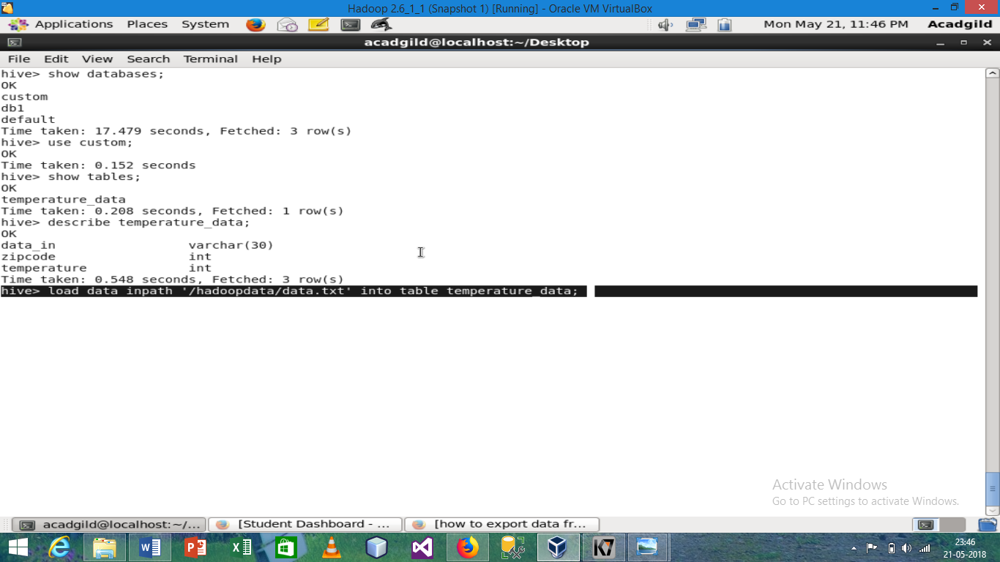 Hadoop 2.6_1_1 (Snapshot 1) [Running] - Oracle VM VirtualBox
Applications Places System Mon May 21, 11:46 PM Acadgild
acadgild@localhost:~/Desktop
File Edit View Search Terminal Help
hive> show databases;
OK
custom
db1
default
Time taken: 17.479 seconds, Fetched: 3 row(s)
hive> use custom;
OK
Time taken: 0.152 seconds
hive> show tables;
OK
temperature_data
Time taken: 0.208 seconds, Fetched: 1 row(s)
hive> describe temperature_data;
OK
data_in varchar(30)
zipcode int
temperature int
Time taken: 0.548 seconds, Fetched: 3 row(s)
hive> load data inpath '/hadoopdata/data.txt' into table temperature_data;
Activate Windows
Go to PC settings to activate Windows.
acadgild@localhost:~/... [Student Dashboard - ... [how to export data fr...
K7
23:46
21-05-2018